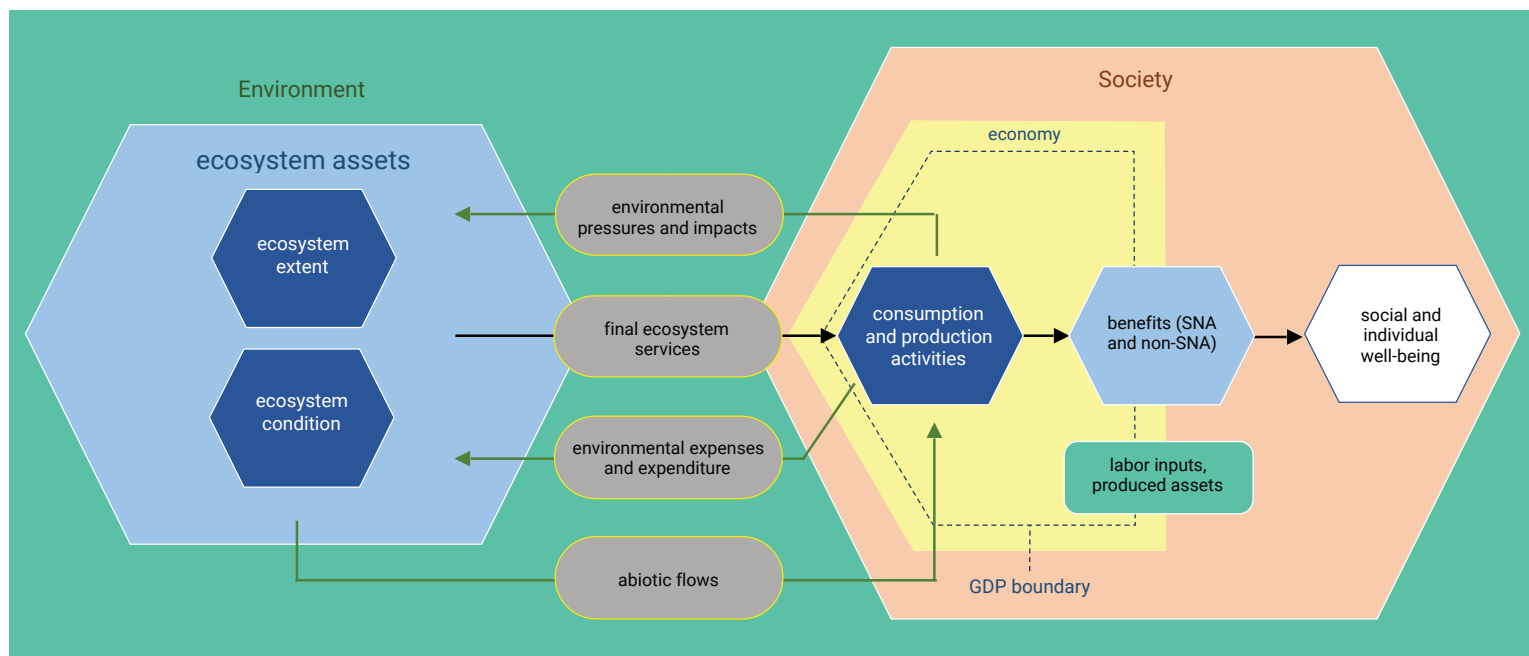 Environment
ecosystem assets
ecosystem
extent
ecosystem
condition
environmental
pressures and impacts
final ecosystem
services
environmental expenses
and expenditure
abiotic flows
Society
economy
consumption
and production
activities
benefits (SNA
and non-SNA)
social and
individual
well-being
labor inputs,
produced assets
GDP boundary